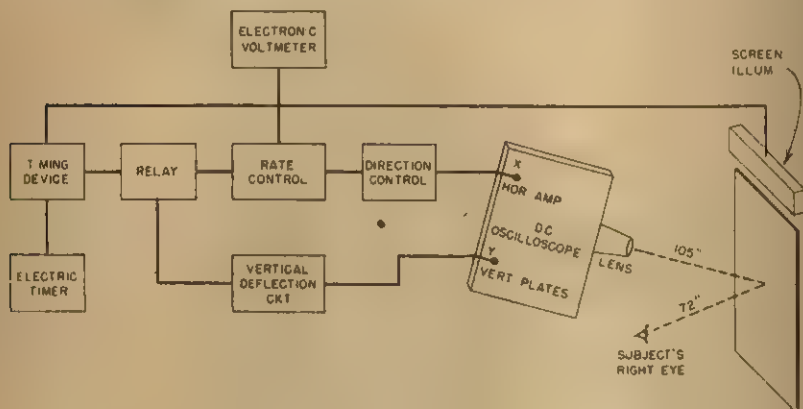 ELECTRONIC
VOLTMETER
SCREEN
ILLUM
TIMING
DEVICE
RELAY
RATE
CONTROL
DIRECTION
CONTROL
X
HOR AMP
DC
OSCILLOSCOPE
LENS
Y
VERT PLATES
105"
72"
ELECTRIC
TIMER
VERTICAL
DEFLECTION
CKT
SUBJECT'S
RIGHT EYE